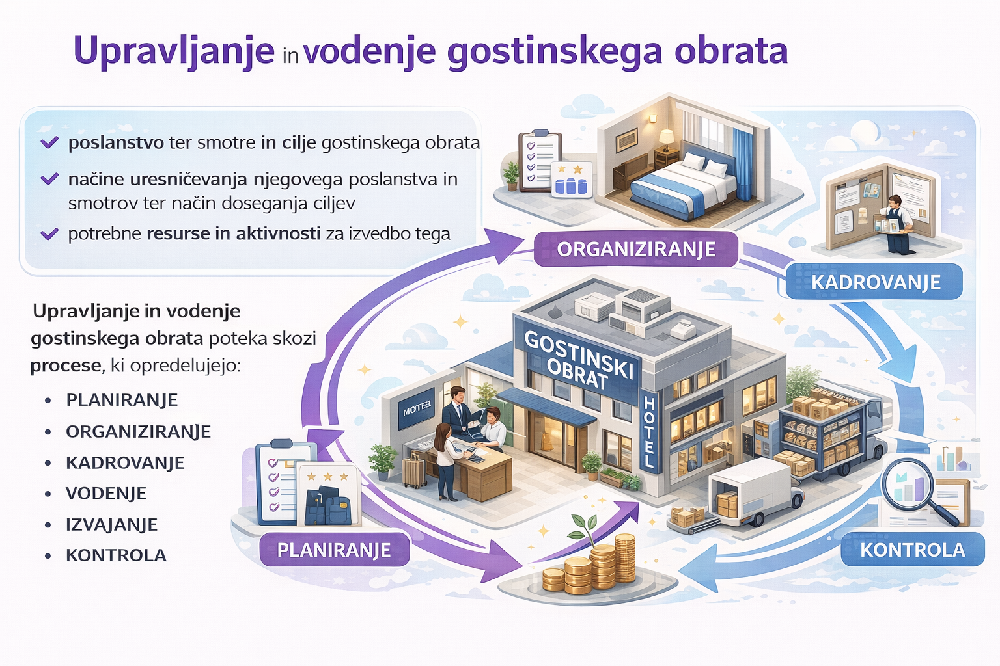 Upravljanje in vodenje gostinskega obrata
poslanstvo ter smotre in cilje gostinskega obrata
načine uresničevanja njegovega poslanstva in
smotrov ter način doseganja ciljev
potrebne resurse in aktivnosti za izvedbo tega
Upravljanje in vodenje
gostinskega obrata poteka skozi
procese, ki opredelujejo:
• PLANIRANJE
• ORGANIZIRANJE
• KADROVANJE
• VODENJE
• IZVAJANJE
• KONTROLA
ORGANIZIRANJE
KADROVANJE
GOSTINSKI
OBRAT
HOTEL
PLANIRANJE
KONTROLA